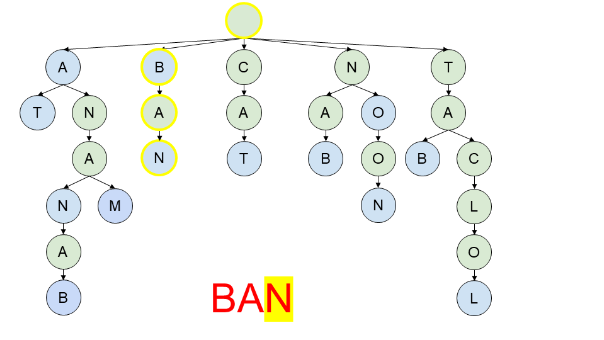 A B C N T
T N A A A O A
A N T B O B C
N M N L
A O
B L
BAN